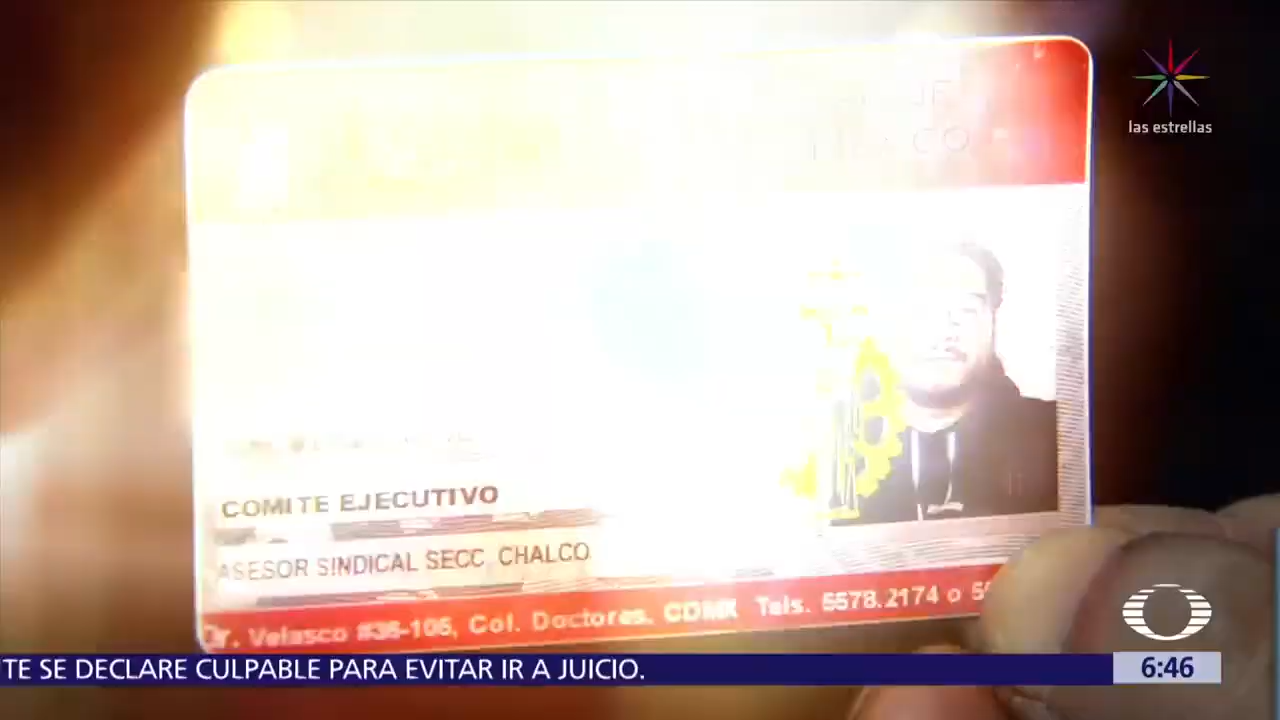 las estrellas
COMITE EJECUTIVO
ASESOR SINDICAL SECC. CHALCO
Dr. Velasco #36-105, Col. Doctores. CDMX Tels. 5578.2174 o
TE SE DECLARE CULPABLE PARA EVITAR IR A JUICIO.
6:46